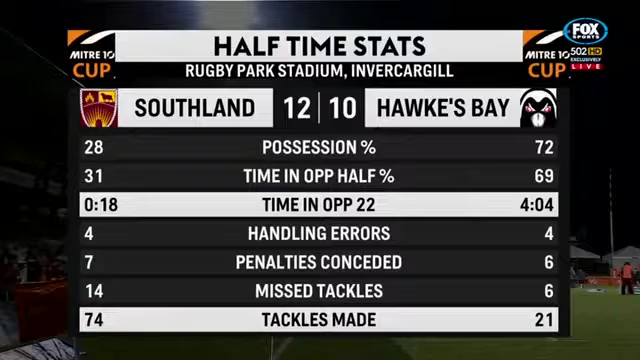 HALF TIME STATS
RUGBY PARK STADIUM, INVERCARGILL
MITRE 10
CUP
MITRE 10
CUP
FOX
SPORTS
502 HD
EXCLUSIVELY
LIVE
SOUTHLAND 12 | 10 HAWKE'S BAY
28 POSSESSION % 72
31 TIME IN OPP HALF % 69
0:18 TIME IN OPP 22 4:04
4 HANDLING ERRORS 4
7 PENALTIES CONCEDED 6
14 MISSED TACKLES 6
74 TACKLES MADE 21